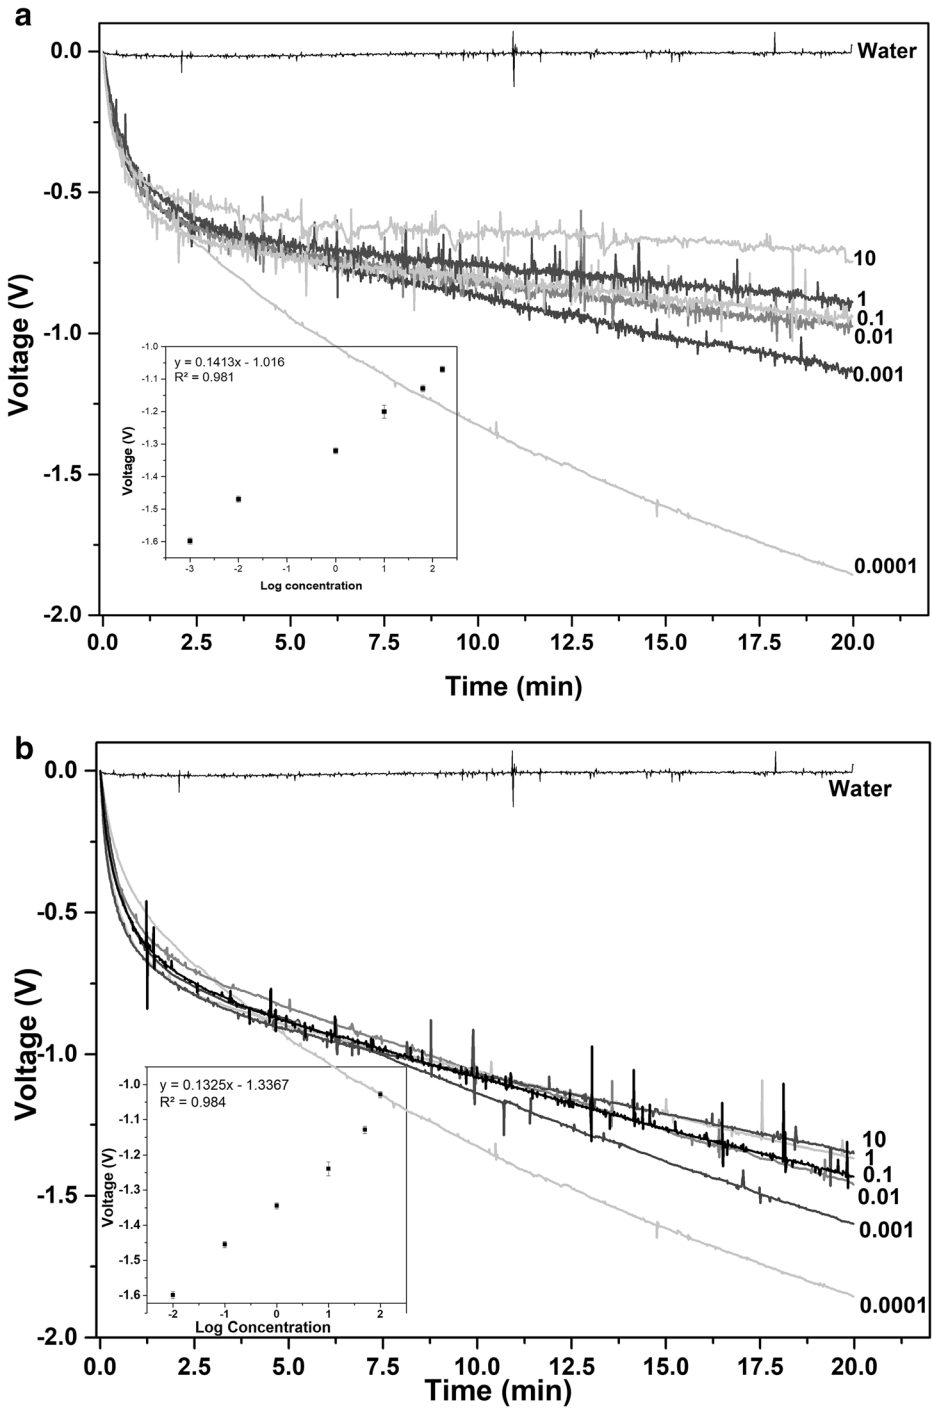 a
0.0
Water
-0.5
10
1
0.1
0.01
0.001
-1.0
Voltage (V)
-1.5
0.0001
-2.0
-1.0
y = 0.1413x - 1.016
R² = 0.981
-1.1
-1.2
-1.3
-1.4
-1.5
-1.6
Voltage (V)
-3 -2 -1 0 1 2
Log concentration
0.0 2.5 5.0 7.5 10.0 12.5 15.0 17.5 20.0
Time (min)
b
0.0
Water
-0.5
Voltage (V)
-1.0
10
1
0.1
0.01
0.001
-1.5
0.0001
-2.0
y = 0.1325x - 1.3367
R² = 0.984
-1.0
-1.1
-1.2
-1.3
-1.4
-1.5
-1.6
Voltage (V)
-2 -1 0 1 2
Log Concentration
0.0 2.5 5.0 7.5 10.0 12.5 15.0 17.5 20.0
Time (min)